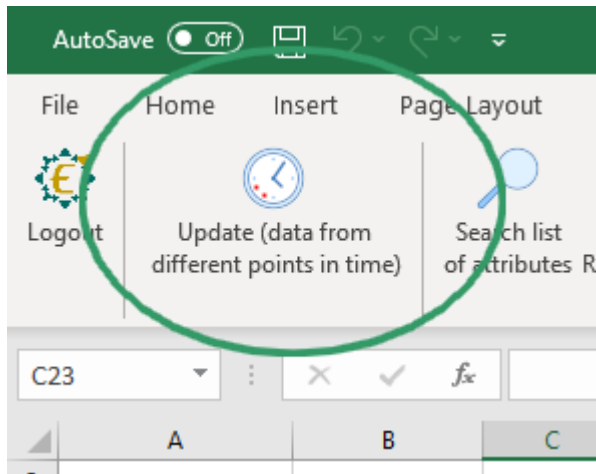 AutoSave Off
File Home Insert Page Layout
Logout
Update (data from
different points in time)
Search list
of attributes R
C23 fx
A B C